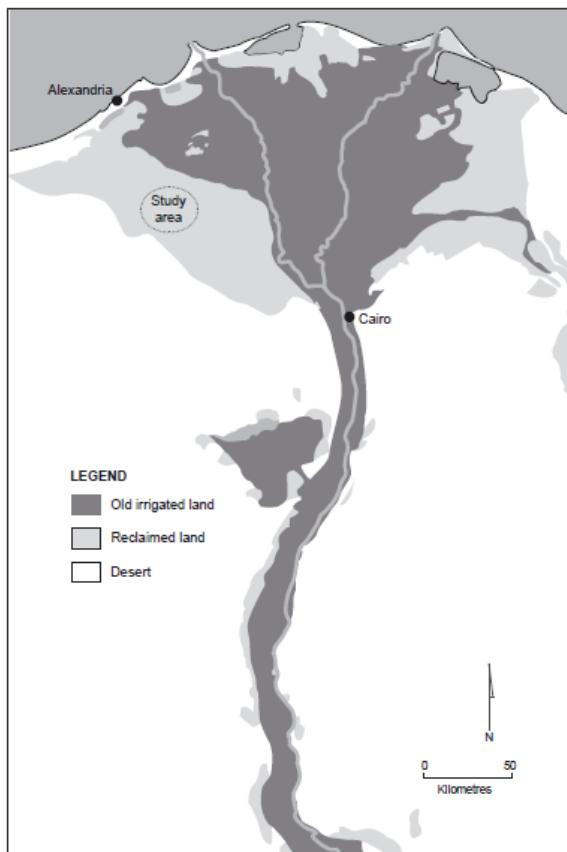 Alexandria
Study
area
Cairo
LEGEND
Old irrigated land
Reclaimed land
Desert
N
0 50
Kilometres